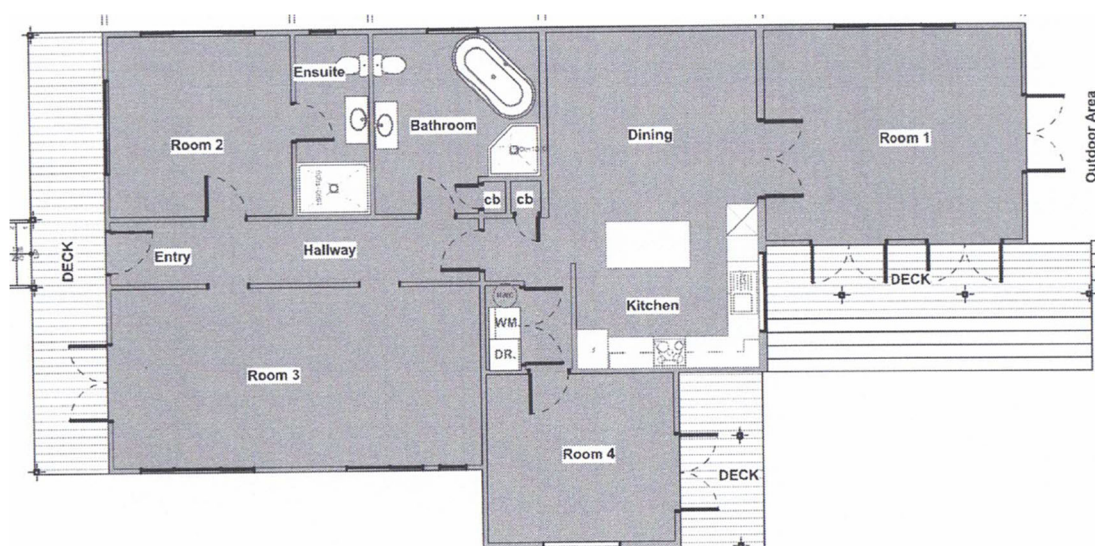 Ensuite
Room 2
Bathroom
Dining
Room 1
Outdoor Area
cb
cb
DECK
Entry
Hallway
DECK
Kitchen
WM
DR.
Room 3
Room 4
DECK